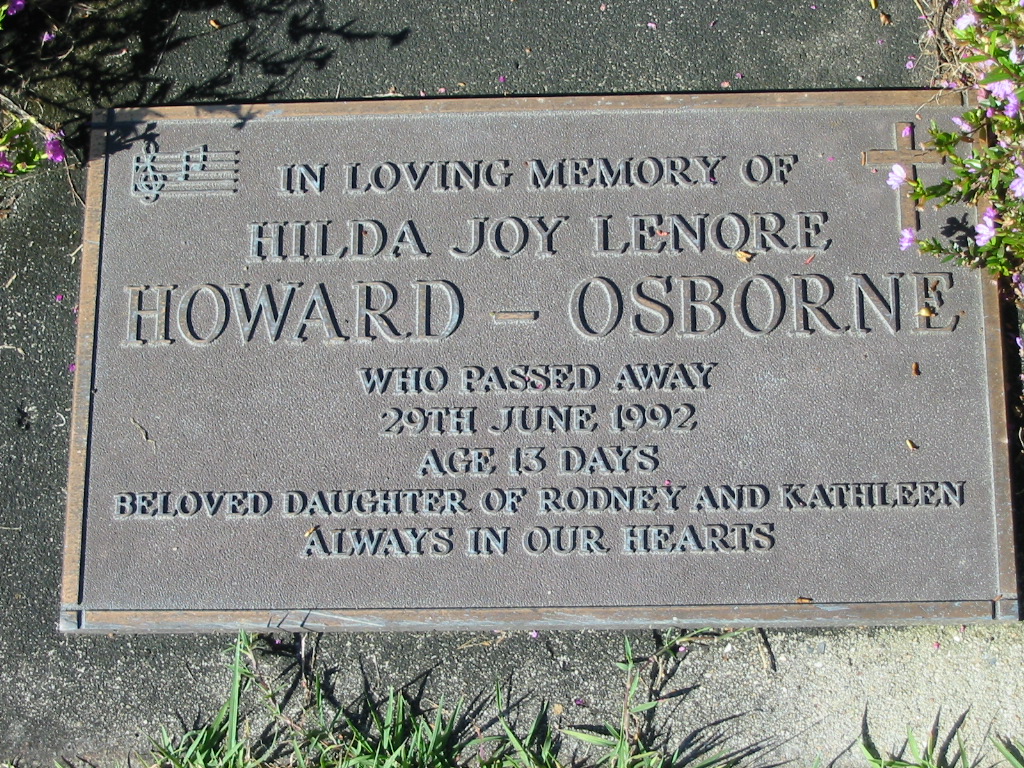 IN LOVING MEMORY OF
HILDA JOY LENORE
HOWARD - OSBORNE
WHO PASSED AWAY
29TH JUNE 1992
AGE 13 DAYS
BELOVED DAUGHTER OF RODNEY AND KATHLEEN
ALWAYS IN OUR HEARTS